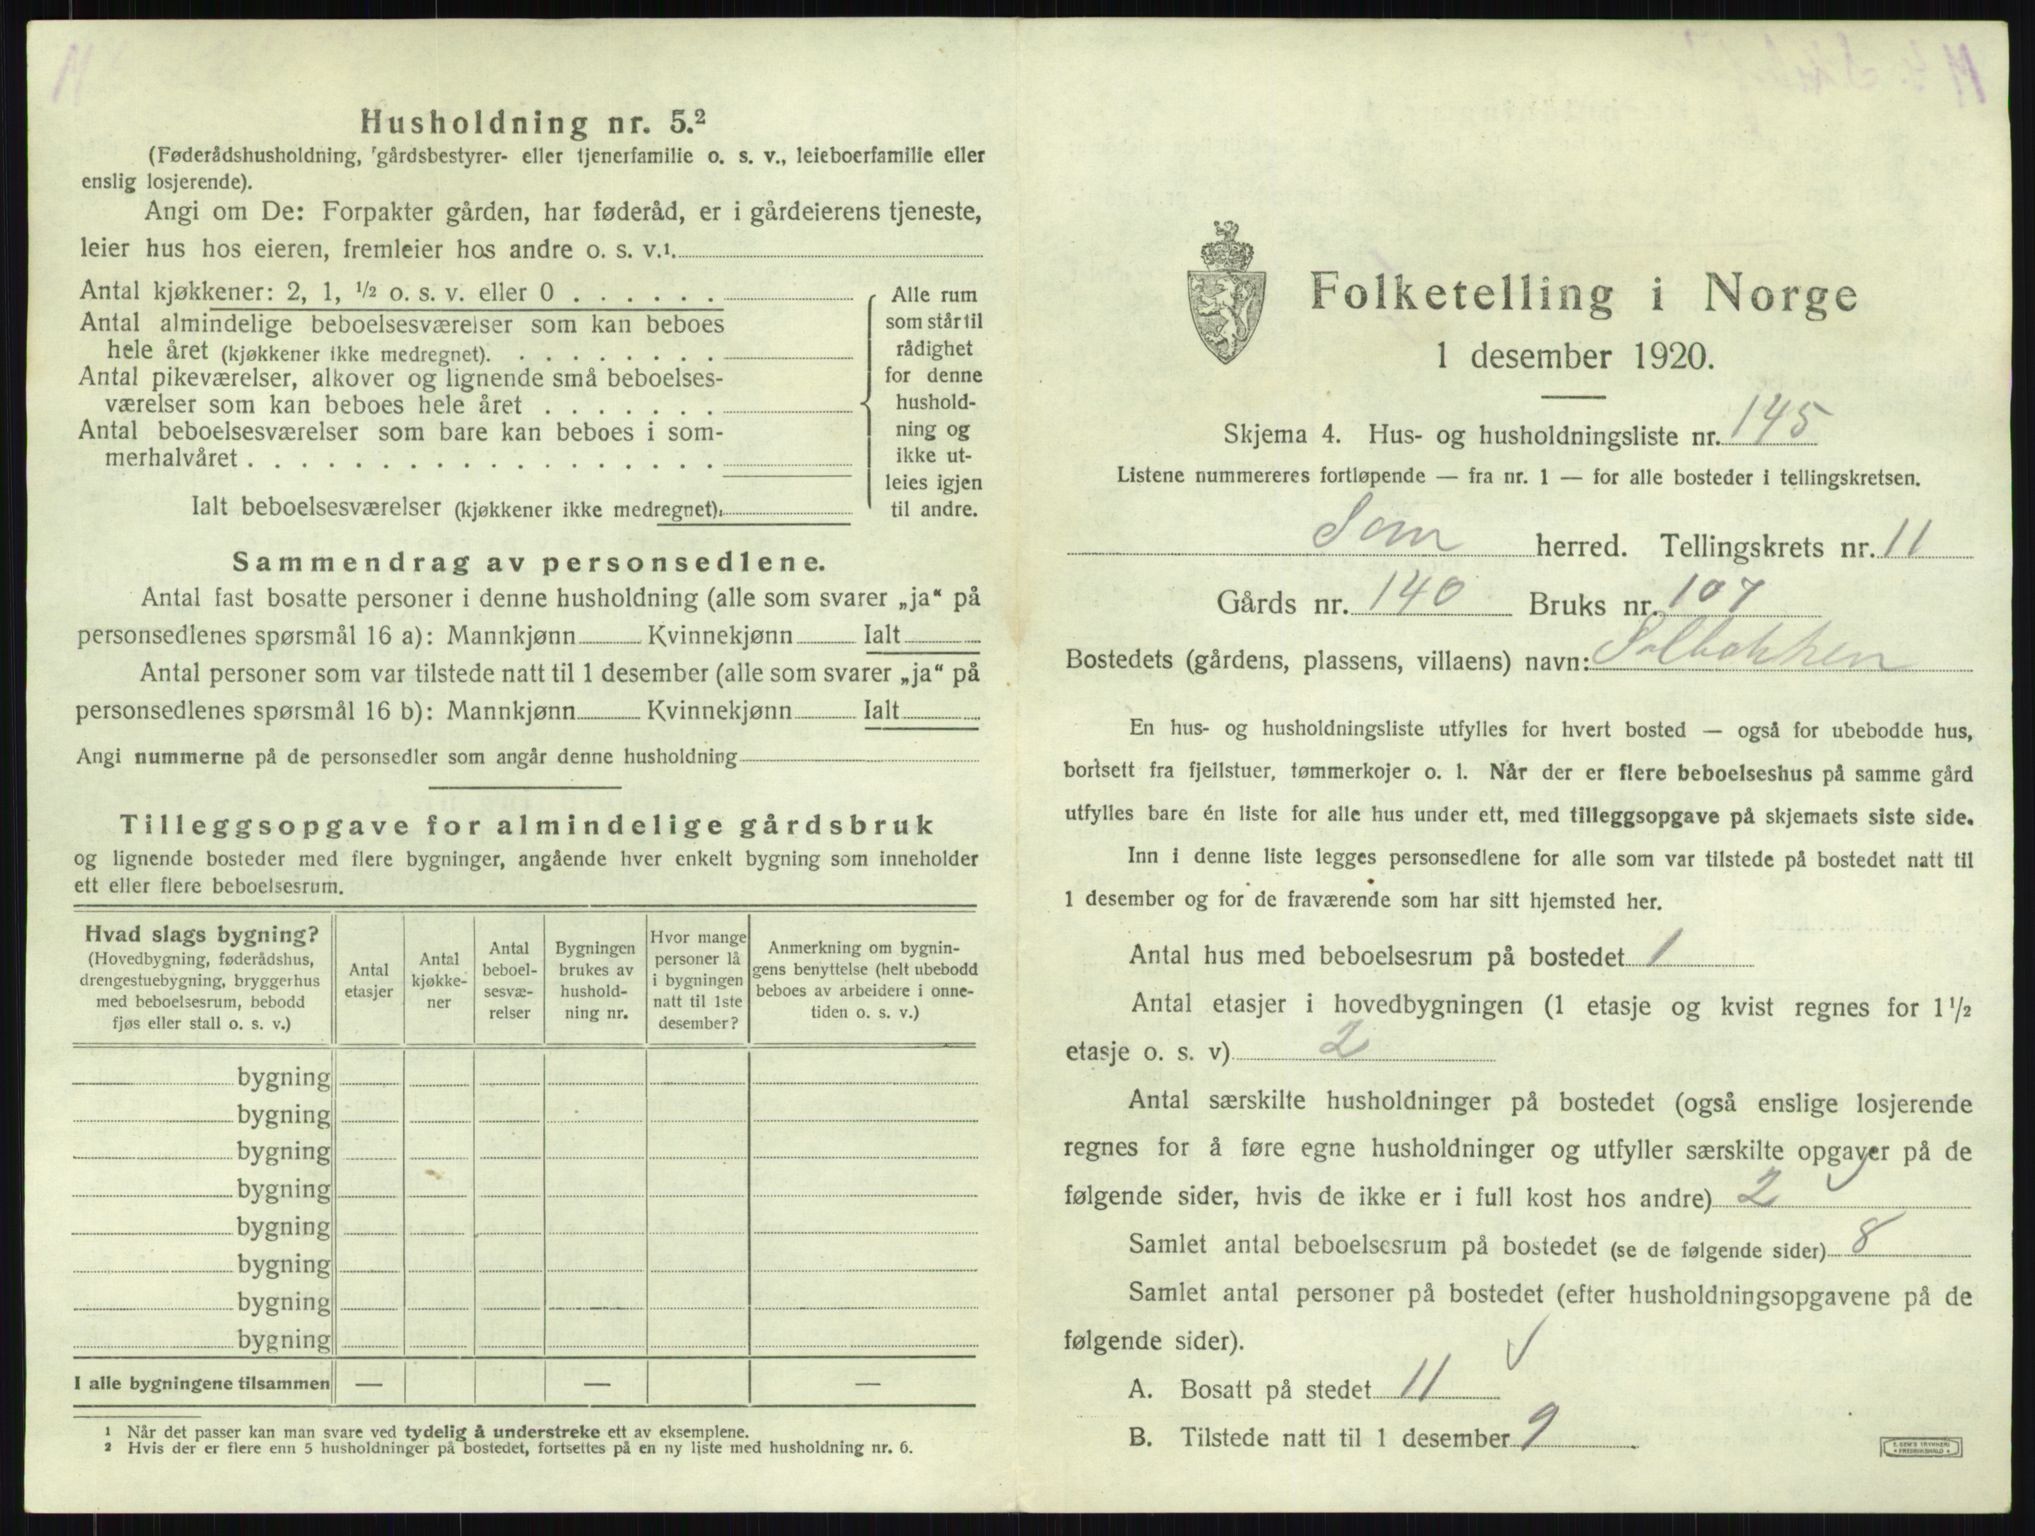 Husholdning nr. 5.²
(Føderådshusholdning, gårdsbestyrer- eller tjenerfamilie o. s. v., leieboerfamilie eller
enslig losjerende).
Angi om De: Forpakter gården, har føderåd, er i gårdeierens tjeneste,
leier hus hos eieren, fremleier hos andre o. s. v.¹
Antal kjøkkener: 2, 1, ½ o. s. v. eller 0 . . . . . .
Antal almindelige beboelsesværelser som kan beboes
hele året (kjøkkener ikke medregnet). . . . . . . . .
Antal pikeværelser, alkover og lignende små beboelses-
værelser som kan beboes hele året . . . . . . .
Antal beboelsesværelser som bare kan beboes i som-
merhalvåret . . . . . . . . . . . . . . . . . .
Ialt beboelsesværelser (kjøkkener ikke medregnet).
Alle rum
som står til
rådighet
for denne
hushold-
ning og
ikke ut-
leies igjen
til andre.
Sammendrag av personsedlene.
Antal fast bosatte personer i denne husholdning (alle som svarer „ja“ på
personsedlenes spørsmål 16 a): Mannkjønn Kvinnekjønn Ialt
Antal personer som var tilstede natt til 1 desember (alle som svarer „ja“ på
personsedlenes spørsmål 16 b): Mannkjønn Kvinnekjønn Ialt
Angi nummerne på de personsedler som angår denne husholdning
Tilleggsopgave for almindelige gårdsbruk
og lignende bosteder med flere bygninger, angående hver enkelt bygning som inneholder
ett eller flere beboelsesrum.
Hvad slags bygning?
(Hovedbygning, føderådshus,
drengestuebygning, bryggerhus
med beboelsesrum, bebodd
fjøs eller stall o. s. v.)
Antal
etasjer
Antal
kjøkke-
ner
Antal
beboel-
sesvæ-
relser
Bygningen
brukes av
hushold-
ning nr.
Hvor mange
personer lå
i bygningen
natt til 1ste
desember?
Anmerkning om bygnin-
gens benyttelse (helt ubebodd
beboes av arbeidere i onne-
tiden o. s. v.)
bygning
bygning
bygning
bygning
bygning
bygning
bygning
bygning
I alle bygningene tilsammen — — —
¹ Når det passer kan man svare ved tydelig å understreke ett av eksemplene.
² Hvis der er flere enn 5 husholdninger på bostedet, fortsettes på en ny liste med husholdning nr. 6.
Folketelling i Norge
1 desember 1920.
Skjema 4. Hus- og husholdningsliste nr. 145
Listene nummereres fortløpende — fra nr. 1 — for alle bosteder i tellingskretsen.
Sem herred. Tellingskrets nr. 11
Gårds nr. 140 Bruks nr. 107
Bostedets (gårdens, plassens, villaens) navn: Solbakken
En hus- og husholdningsliste utfylles for hvert bosted — også for ubebodde hus,
bortsett fra fjellstuer, tømmerkojer o. l. Når der er flere beboelseshus på samme gård
utfylles bare én liste for alle hus under ett, med tilleggsopgave på skjemaets siste side.
Inn i denne liste legges personsedlene for alle som var tilstede på bostedet natt til
1 desember og for de fraværende som har sitt hjemsted her.
Antal hus med beboelsesrum på bostedet 1
Antal etasjer i hovedbygningen (1 etasje og kvist regnes for 1 ½
etasje o. s. v) 2
Antal særskilte husholdninger på bostedet (også enslige losjerende
regnes for å føre egne husholdninger og utfyller særskilte opgaver på de
følgende sider, hvis de ikke er i full kost hos andre) 2
Samlet antal beboelsesrum på bostedet (se de følgende sider) 8
Samlet antal personer på bostedet (efter husholdningsopgavene på de
følgende sider).
A. Bosatt på stedet 11
B. Tilstede natt til 1 desember 9